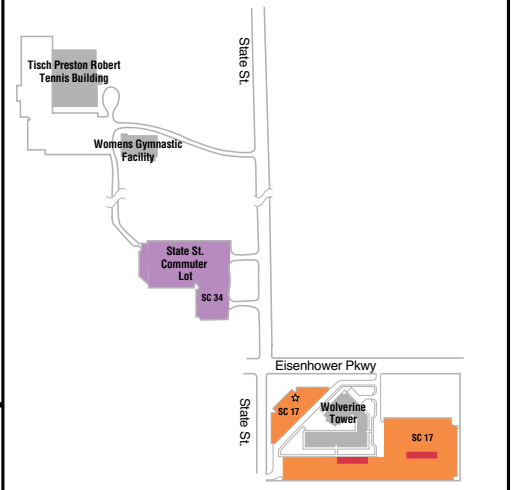 State St.
Tisch Preston Robert
Tennis Building
Womens Gymnastic
Facility
State St.
Commuter
Lot
SC 34
Eisenhower Pkwy
State St.
SC 17
Wolverine
Tower
SC 17